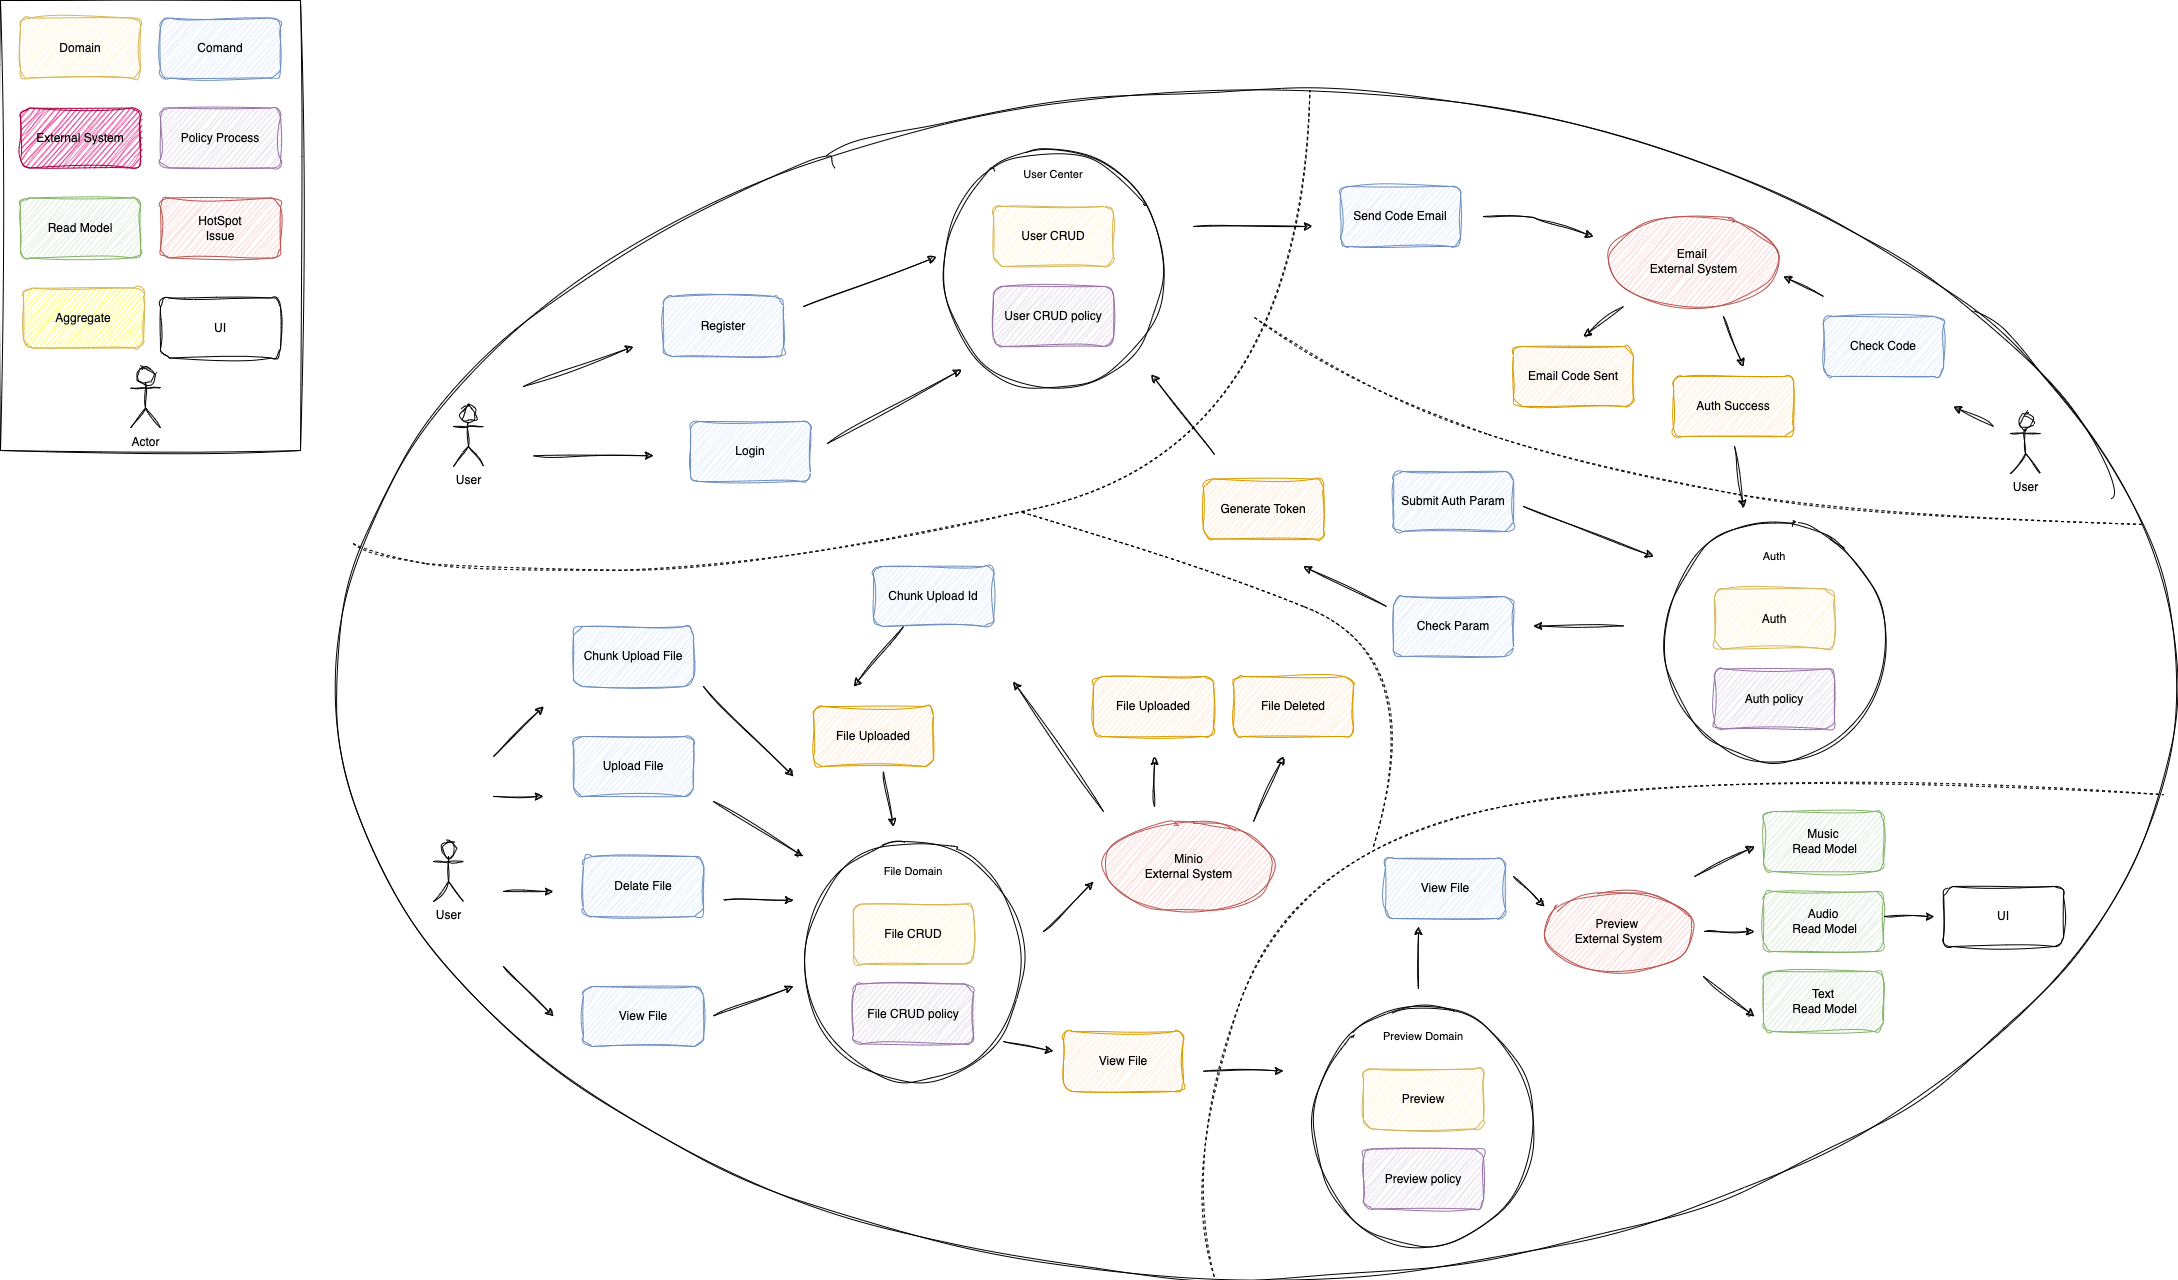 Domain
Comand
External System
Policy Process
Read Model
HotSpot
Issue
Aggregate
UI
Actor
User Center
User CRUD
User CRUD policy
Register
Login
User
Send Code Email
Email
External System
Email Code Sent
Auth Success
Check Code
User
Generate Token
Submit Auth Param
Check Param
Auth
Auth
Auth policy
Chunk Upload Id
Chunk Upload File
Upload File
File Uploaded
File Uploaded
File Deleted
Delate File
View File
User
File Domain
File CRUD
File CRUD policy
Minio
External System
View File
View File
Preview
External System
Music
Read Model
Audio
Read Model
Text
Read Model
UI
Preview Domain
Preview
Preview policy